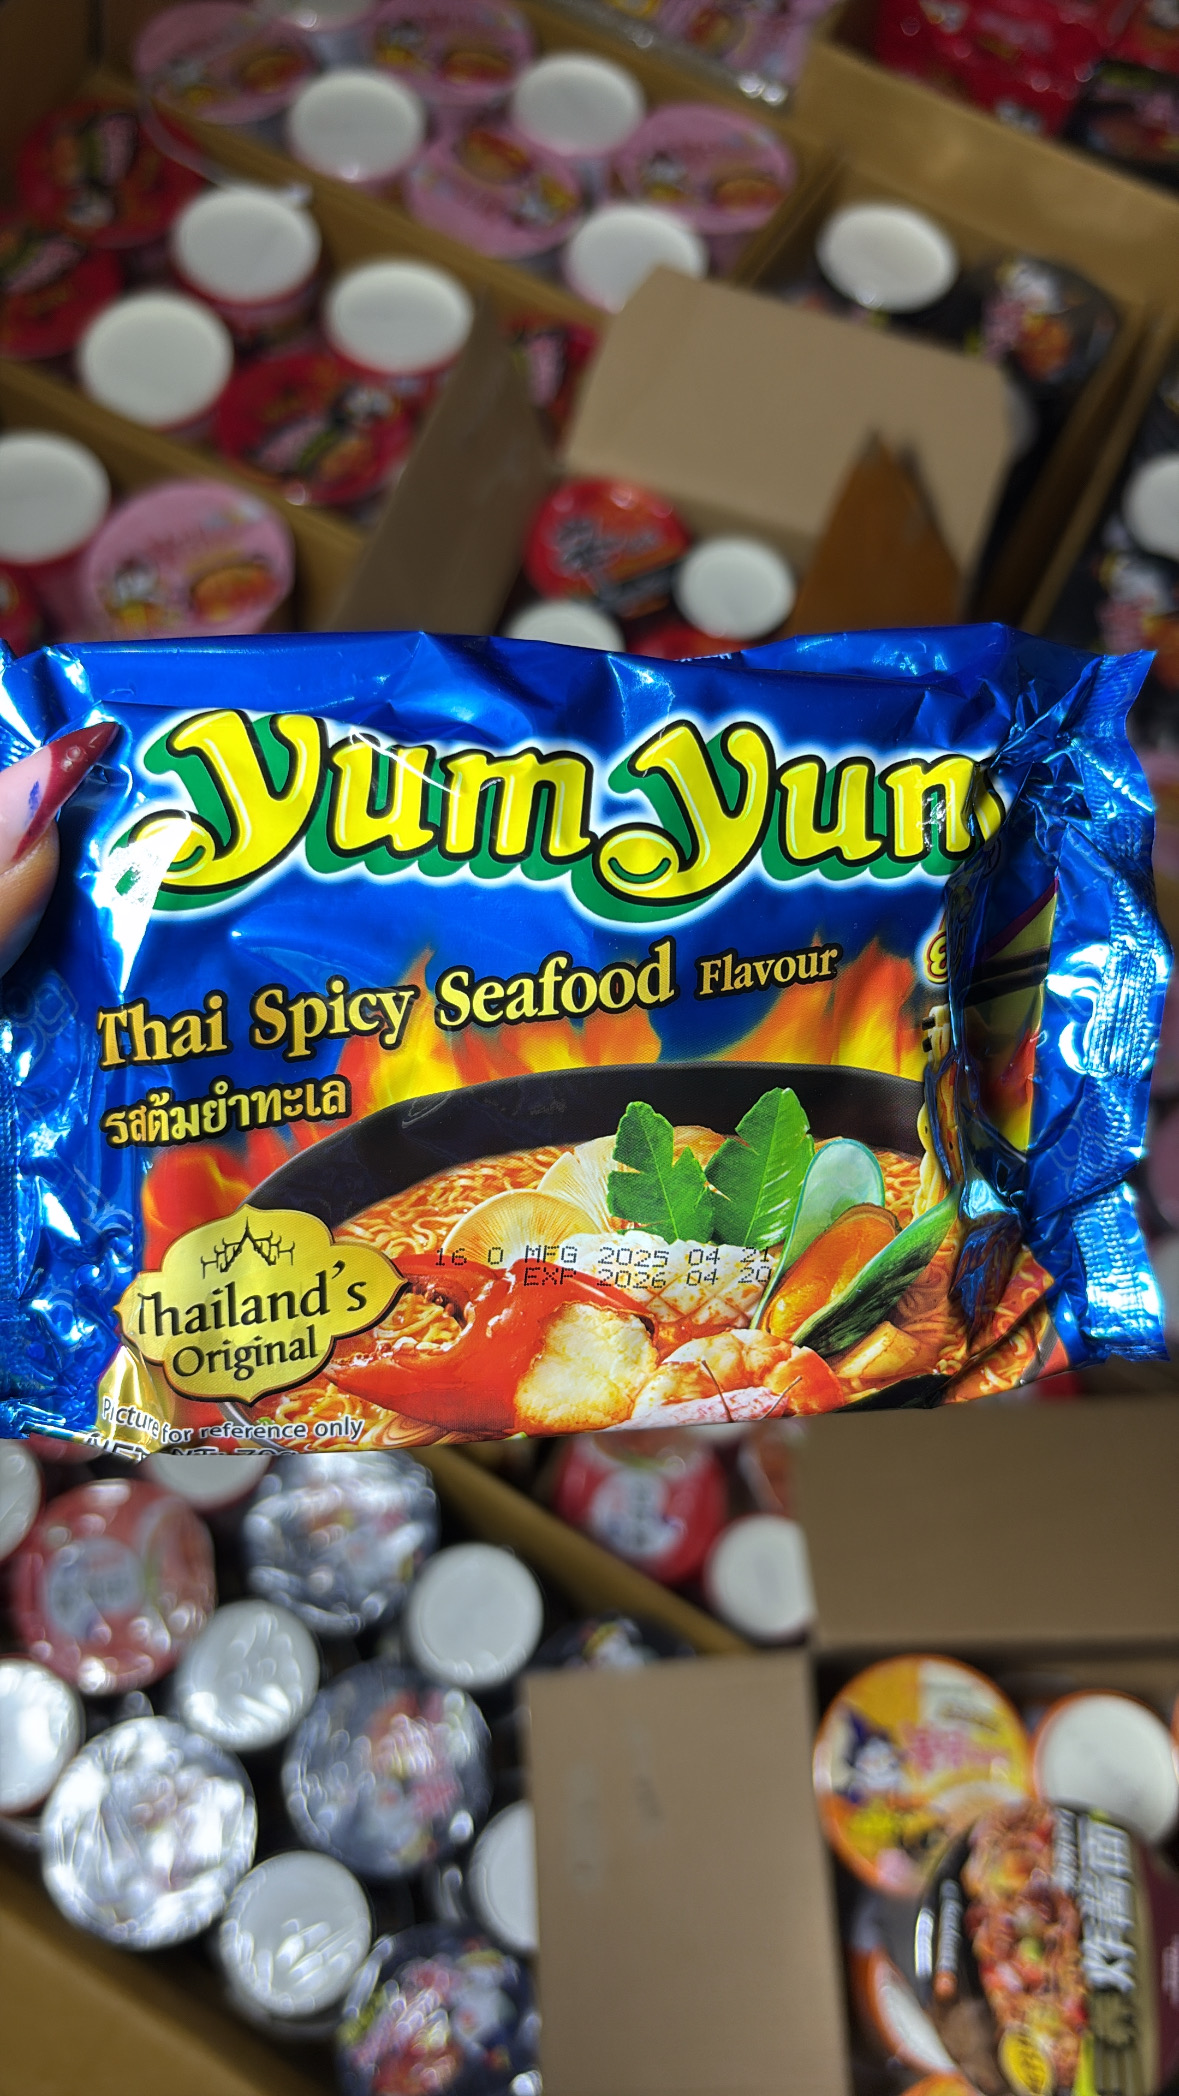 yum yum
Thai Spicy Seafood Flavour
รสต้มยำทะเล
16 0 MFG 2025 04 21
EXP 2026 04 20
Thailand's
Original
Picture for reference only